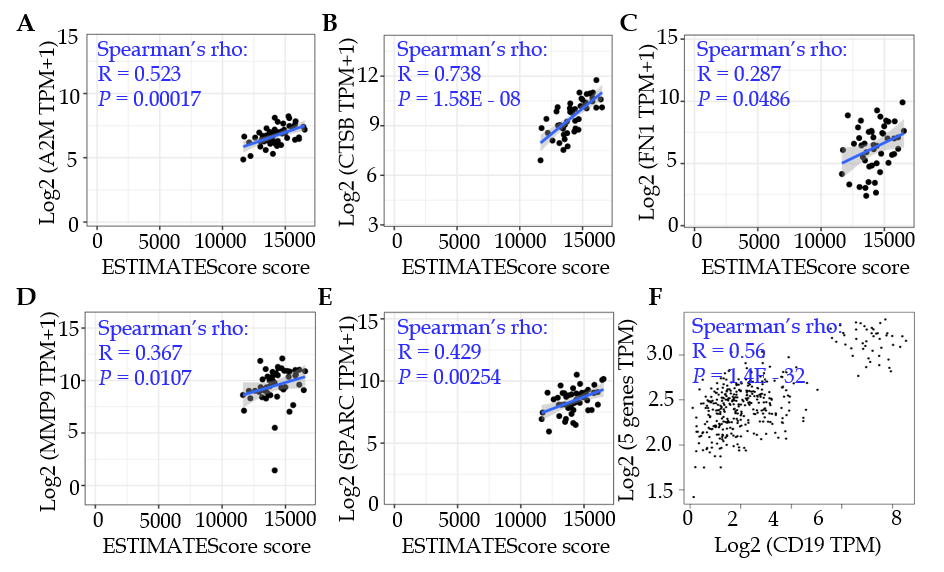 A
Log2 (A2M TPM+1)
15
10
5
0
Spearman's rho:
R = 0.523
P = 0.00017
0 5000 10000 15000
ESTIMATEScore score
B
Log2 (CTSB TPM+1)
12
9
6
3
Spearman's rho:
R = 0.738
P = 1.58E - 08
0 5000 10000 15000
ESTIMATEScore score
C
Log2 (FN1 TPM+1)
15
10
5
0
Spearman's rho:
R = 0.287
P = 0.0486
0 5000 10000 15000
ESTIMATEScore score
D
Log2 (MMP9 TPM+1)
15
10
5
0
Spearman's rho:
R = 0.367
P = 0.0107
0 5000 10000 15000
ESTIMATEScore score
E
Log2 (SPARC TPM+1)
15
10
5
0
Spearman's rho:
R = 0.429
P = 0.00254
0 5000 10000 15000
ESTIMATEScore score
F
Log2 (5 genes TPM)
3.0
2.5
2.0
1.5
Spearman's rho:
R = 0.56
P = 1.4E - 32
0 2 4 6 8
Log2 (CD19 TPM)